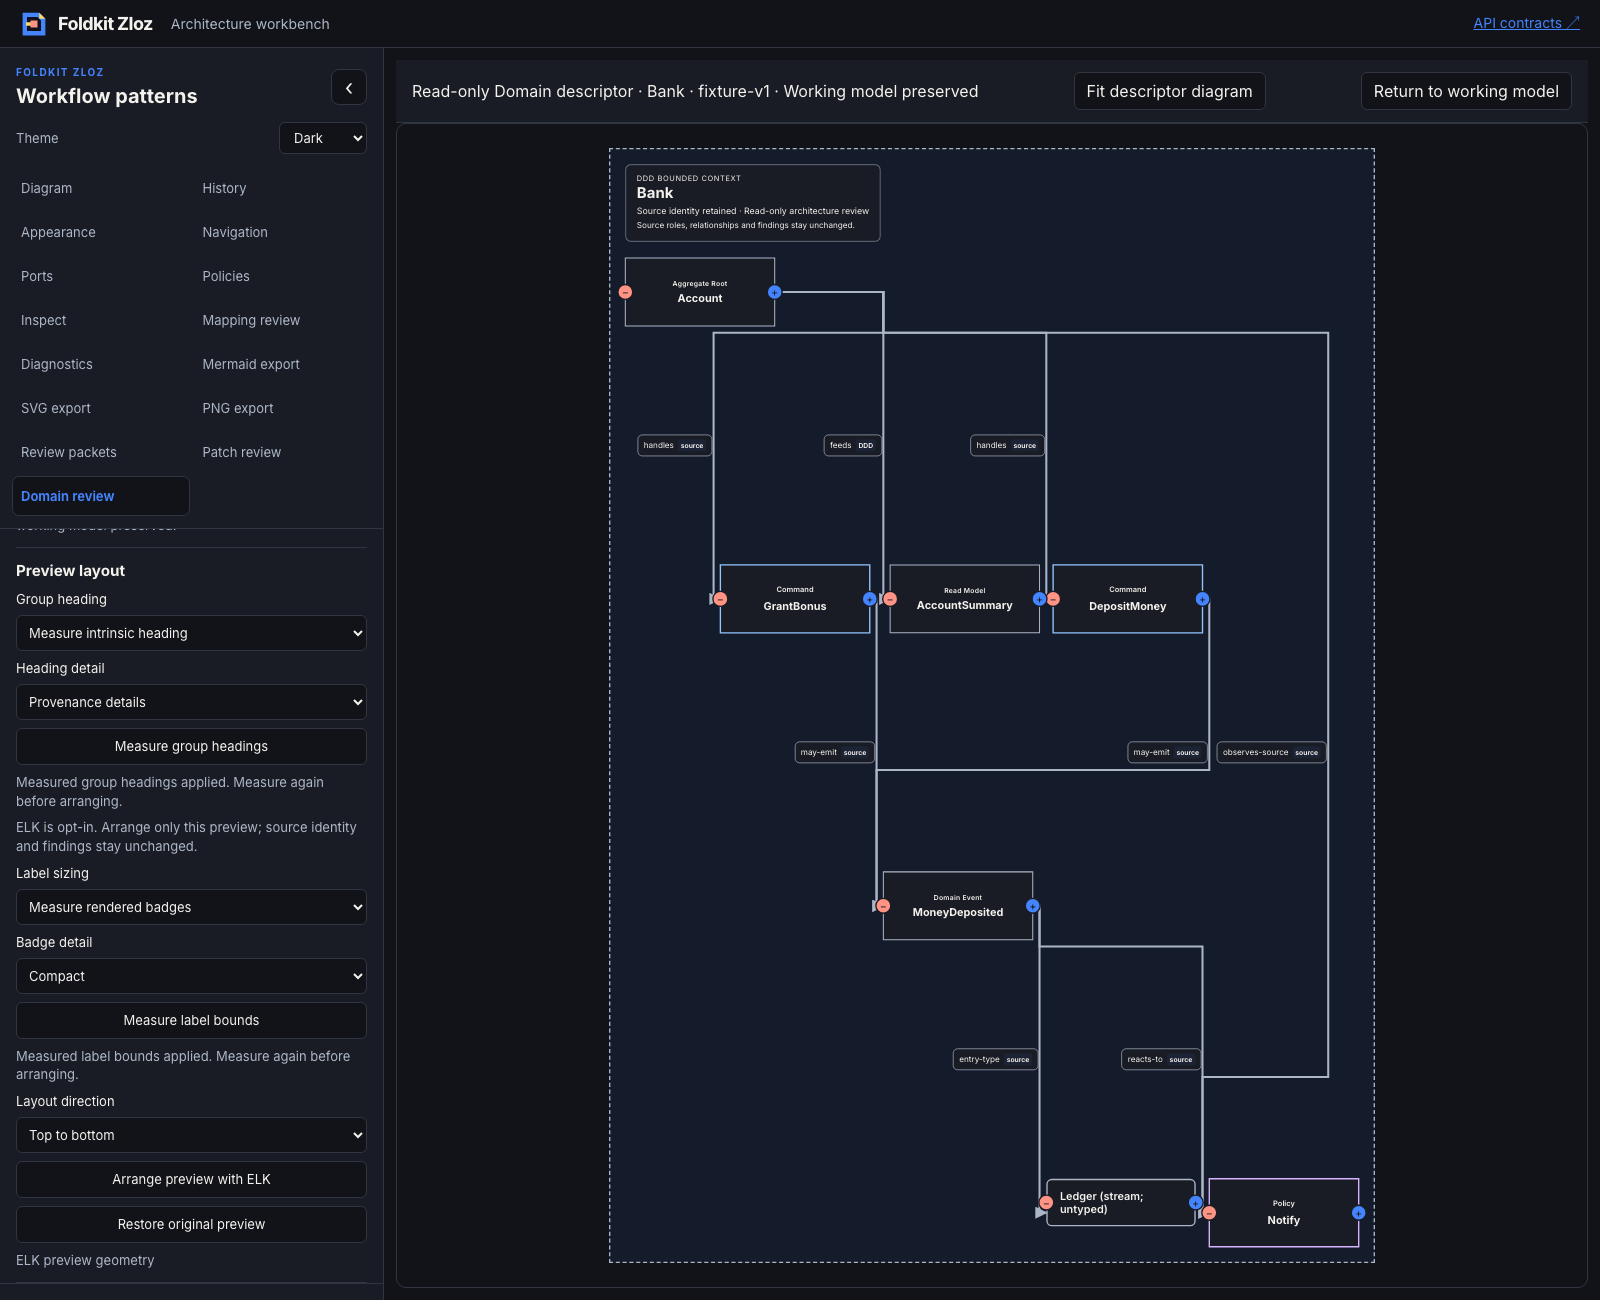 Foldkit Zloz
Architecture workbench
API contracts ↗
FOLDKIT ZLOZ
Workflow patterns
Theme
Dark
Diagram
History
Appearance
Navigation
Ports
Policies
Inspect
Mapping review
Diagnostics
Mermaid export
SVG export
PNG export
Review packets
Patch review
Domain review
working model preserved.
Preview layout
Group heading
Measure intrinsic heading
Heading detail
Provenance details
Measure group headings
Measured group headings applied. Measure again
before arranging.
ELK is opt-in. Arrange only this preview; source identity
and findings stay unchanged.
Label sizing
Measure rendered badges
Badge detail
Compact
Measure label bounds
Measured label bounds applied. Measure again before
arranging.
Layout direction
Top to bottom
Arrange preview with ELK
Restore original preview
ELK preview geometry
Read-only Domain descriptor · Bank · fixture-v1 · Working model preserved
Fit descriptor diagram
Return to working model
DDD BOUNDED CONTEXT
Bank
Source identity retained · Read-only architecture review
Source roles, relationships and findings stay unchanged.
Aggregate Root
Account
handles source
feeds DDD
handles source
Command
GrantBonus
Read Model
AccountSummary
Command
DepositMoney
may-emit source
may-emit source
observes-source source
Domain Event
MoneyDeposited
entry-type source
reacts-to source
Ledger (stream;
untyped)
Policy
Notify